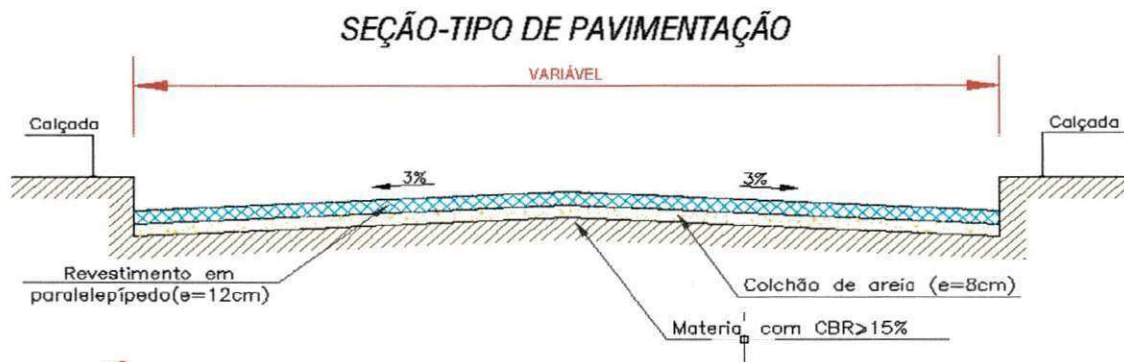 SEÇÃO-TIPO DE PAVIMENTAÇÃO
VARIÁVEL
Calçada
Calçada
3%
3%
Revestimento em
paralelepípedo(e=12cm)
Colchão de areia (e=8cm)
Materia com CBR≥15%